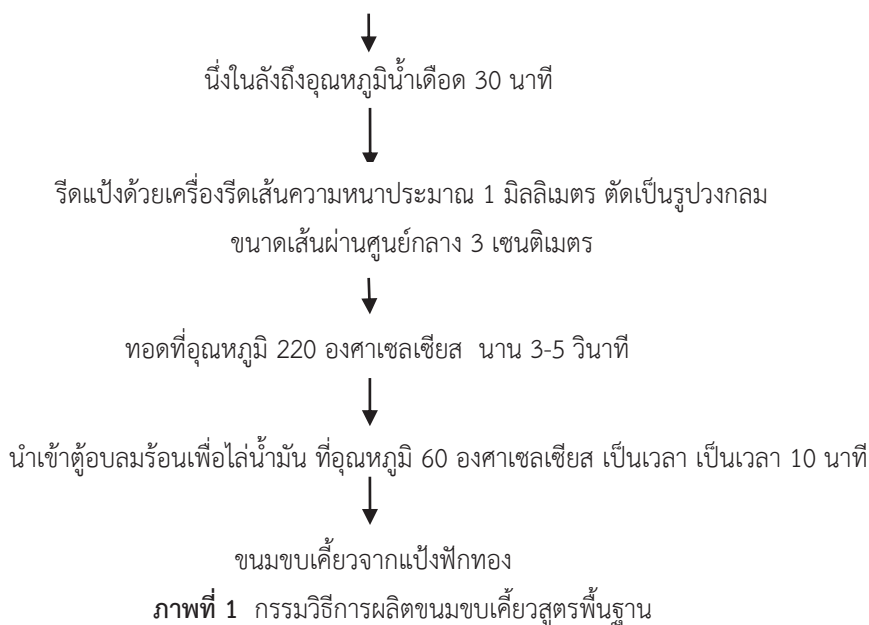 นึ่งในลังถึงอุณหภูมิน้ำเดือด 30 นาที
รีดแป้งด้วยเครื่องรีดเส้นความหนาประมาณ 1 มิลลิเมตร ตัดเป็นรูปวงกลม
ขนาดเส้นผ่านศูนย์กลาง 3 เซนติเมตร
ทอดที่อุณหภูมิ 220 องศาเซลเซียส นาน 3-5 วินาที
นำเข้าตู้อบลมร้อนเพื่อไล่น้ำมัน ที่อุณหภูมิ 60 องศาเซลเซียส เป็นเวลา เป็นเวลา 10 นาที
ขนมขบเคี้ยวจากแป้งฟักทอง
ภาพที่ 1 กรรมวิธีการผลิตขนมขบเคี้ยวสูตรพื้นฐาน